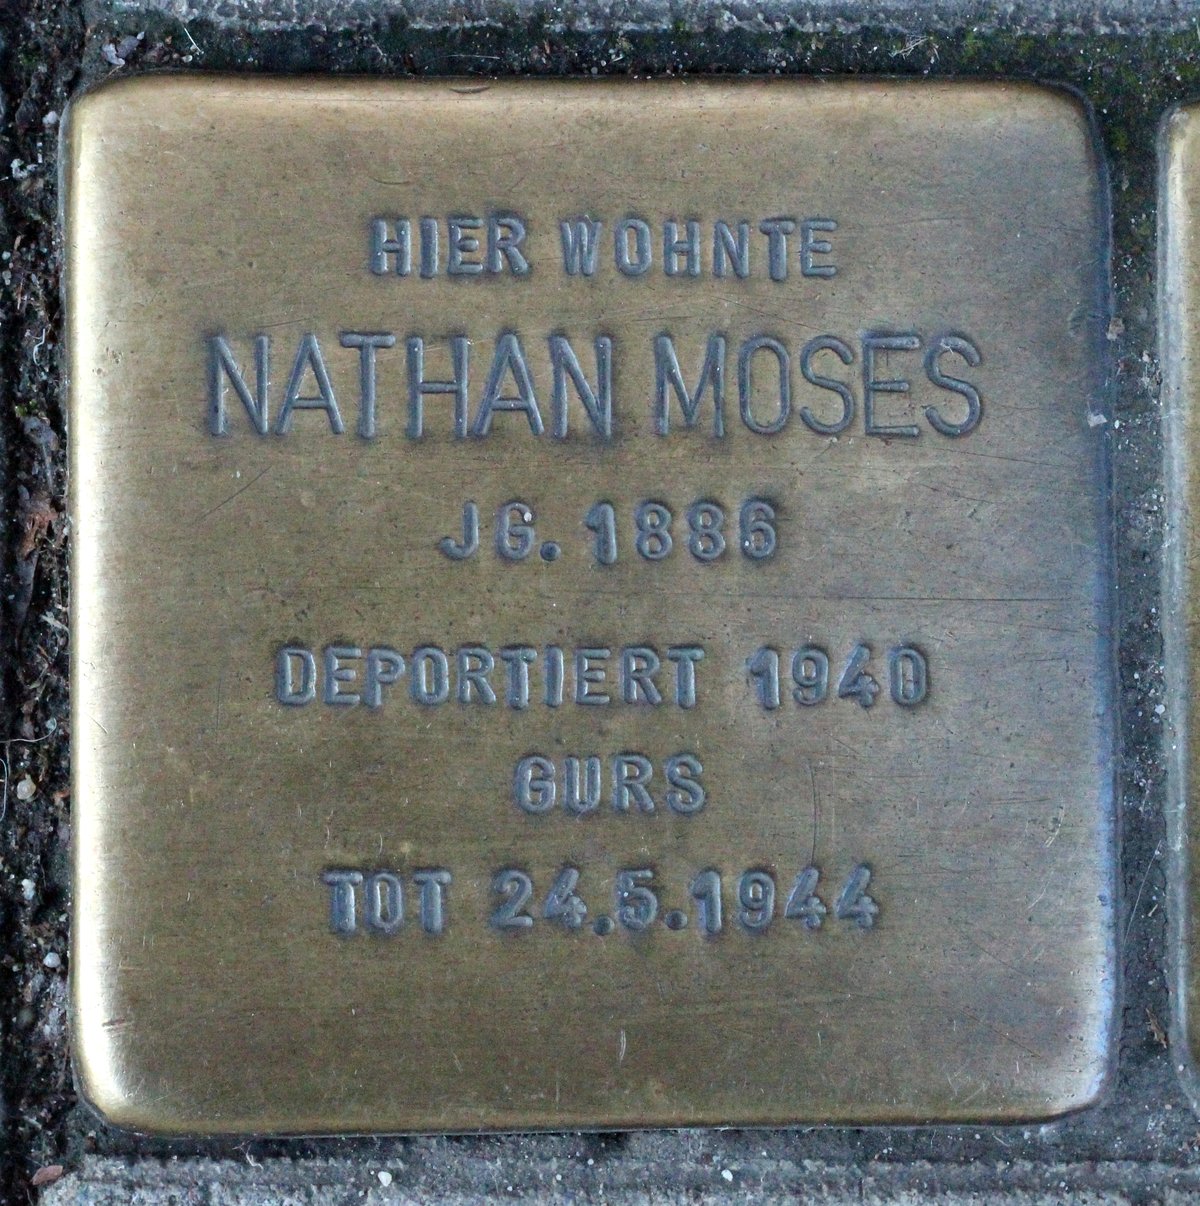 HIER WOHNTE
NATHAN MOSES
JG. 1886
DEPORTIERT 1940
GURS
TOT 24.5.1944